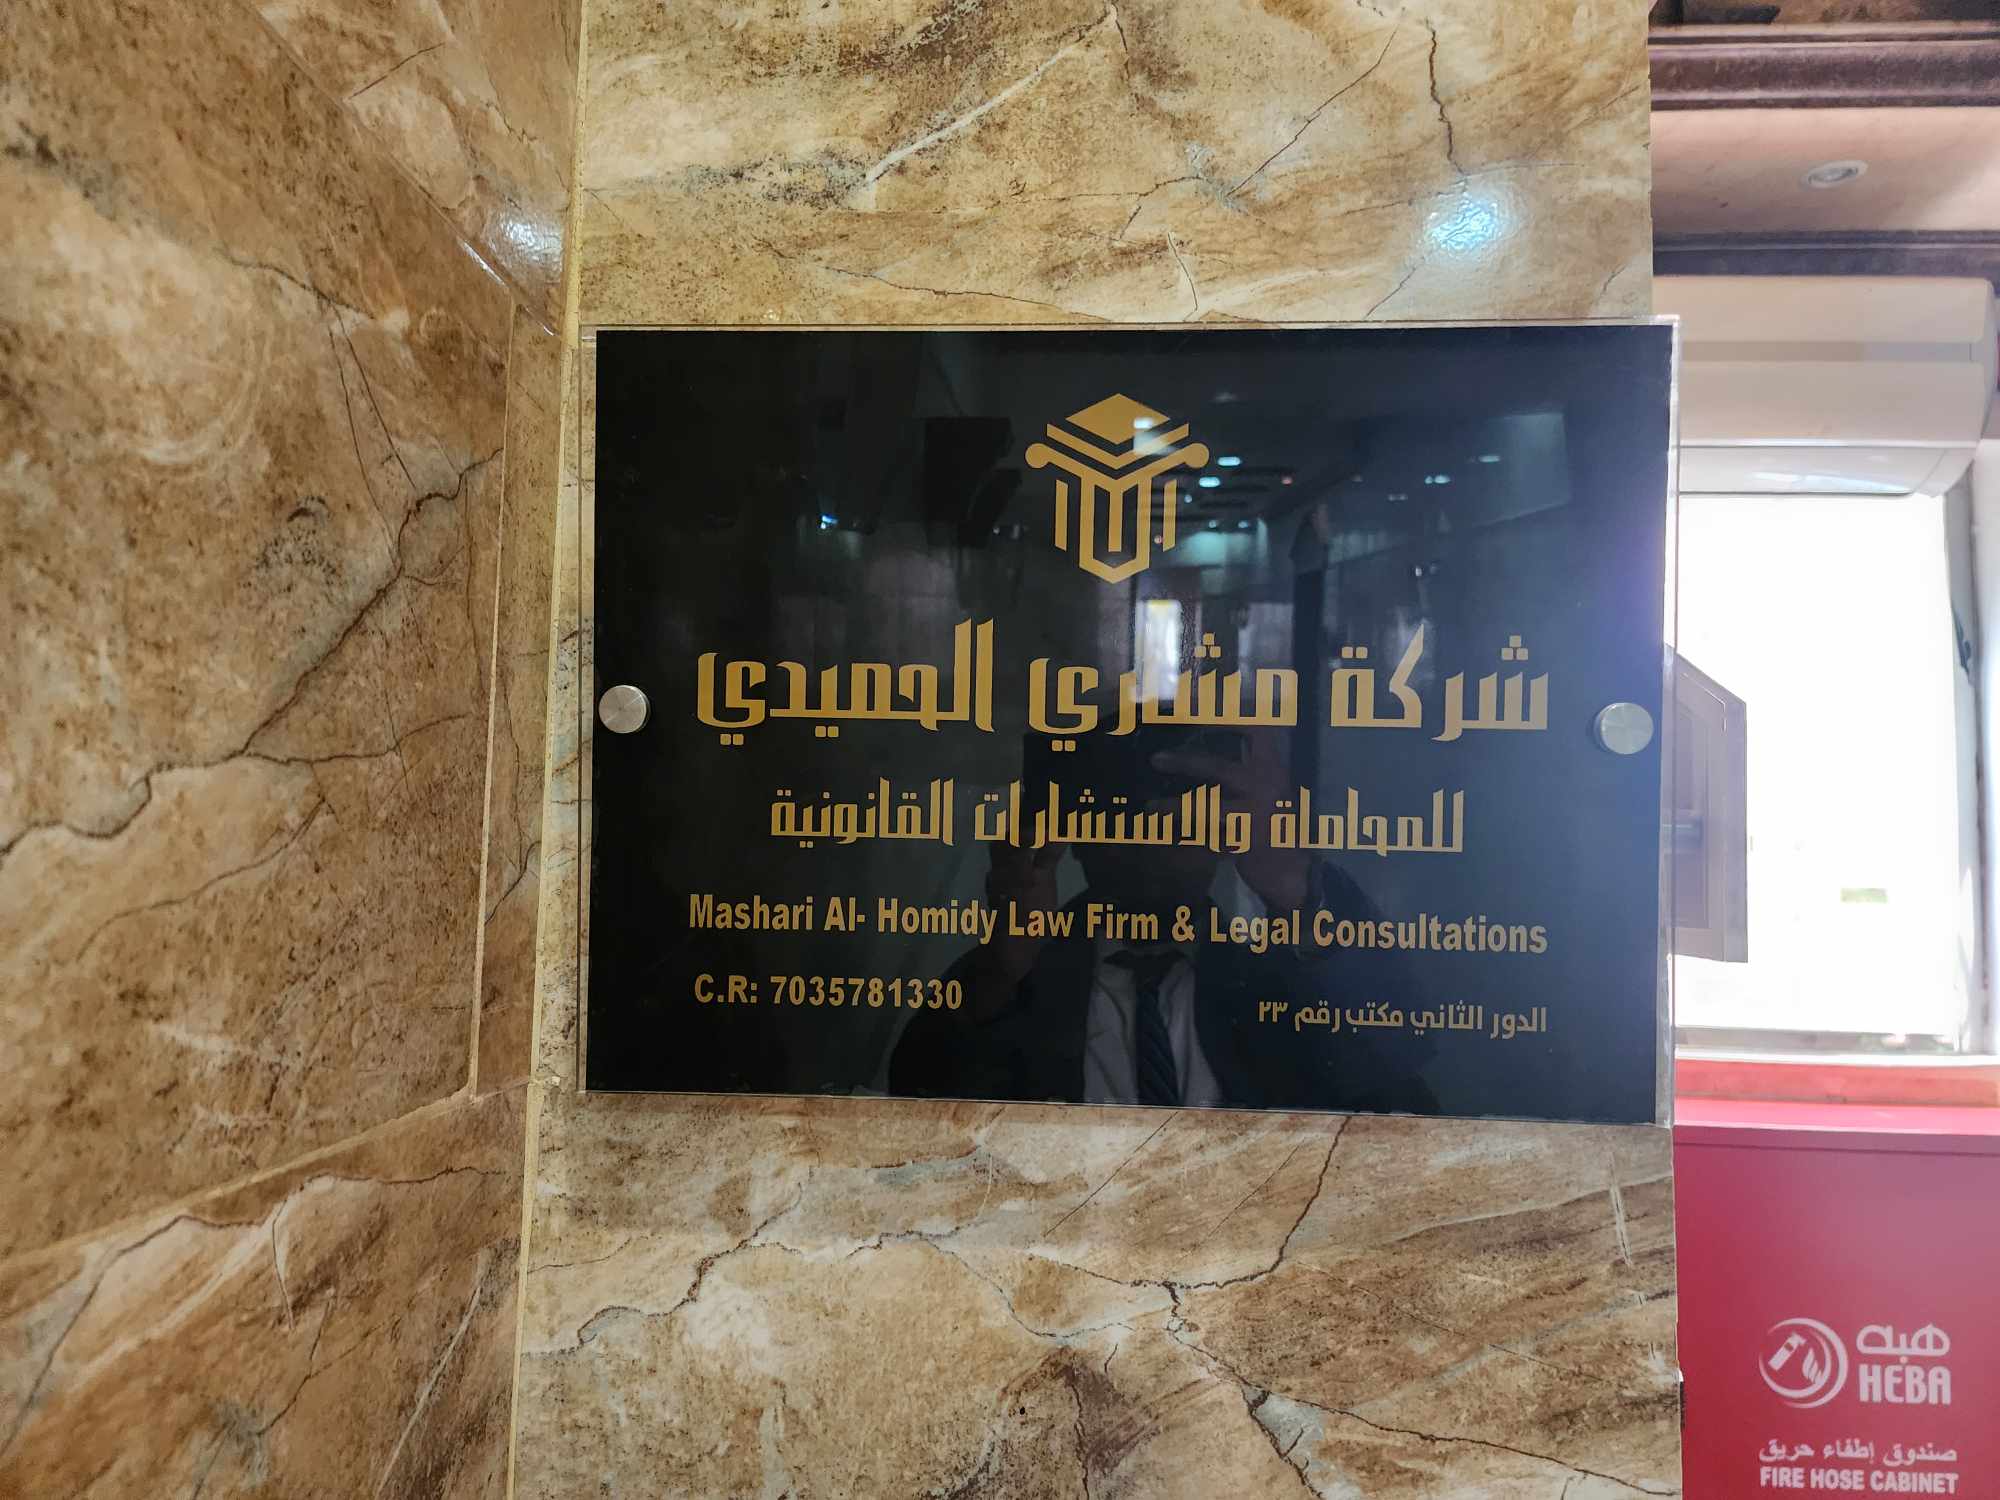 شركة مشاري الحميدي
للمحاماة والاستشارات القانونية
Mashari Al- Homidy Law Firm & Legal Consultations
C.R: 7035781330
الدور الثاني مكتب رقم ٢٣
هبه
HEBA
صندوق إطفاء حريق
FIRE HOSE CABINET